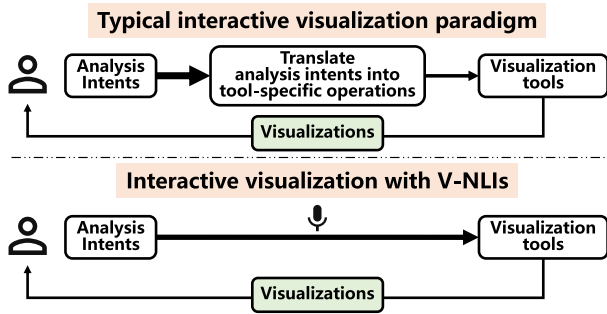 Typical interactive visualization paradigm
Analysis
Intents
Translate
analysis intents into
tool-specific operations
Visualization
tools
Visualizations
Interactive visualization with V-NLIs
Analysis
Intents
Visualization
tools
Visualizations